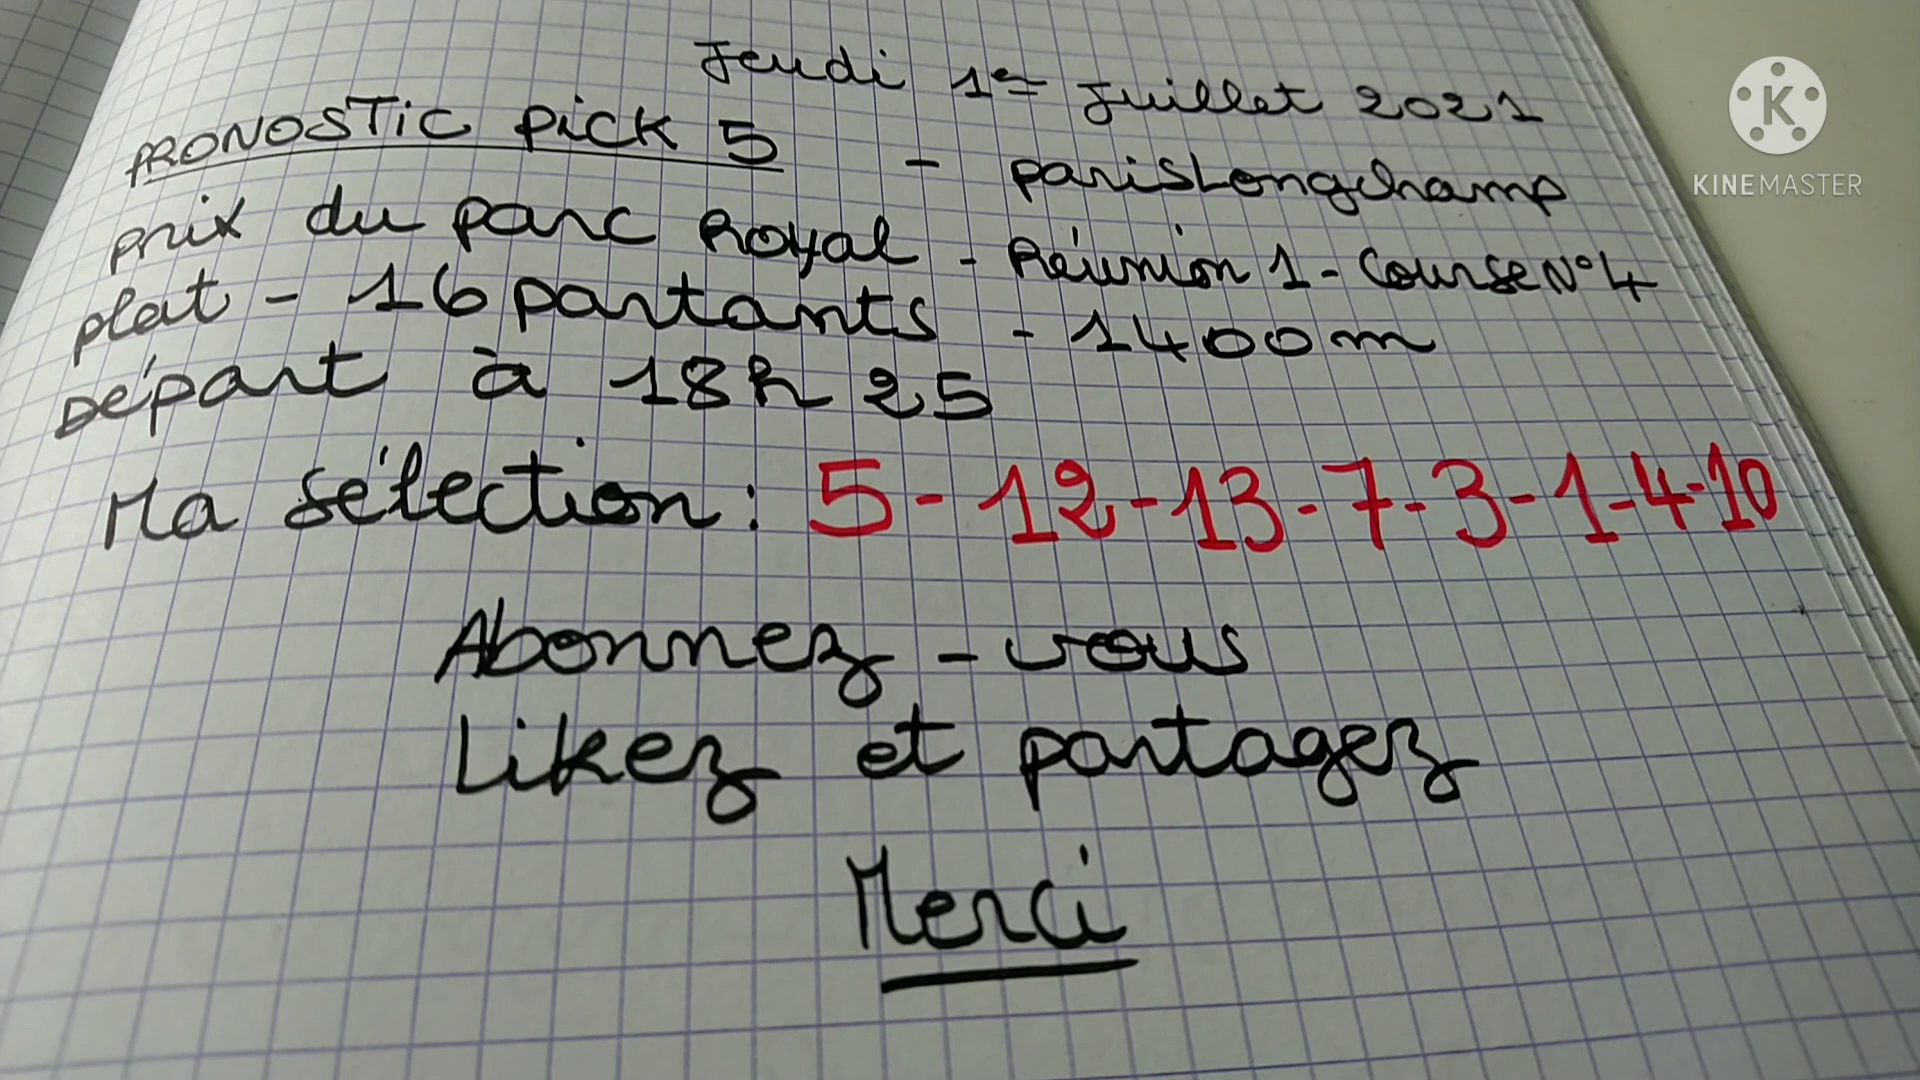 Jeudi 1er Juillet 2021
PRONOSTIC PICK 5 - ParisLongchamp
prix du parc Royal - Réunion 1 - Course N°4
plat - 16 partants - 1400m
Départ à 18h25
Ma sélection : 5-12-13-7-3-1-4-10
Abonnez-vous
Likez et partagez
Merci
K
KINEMASTER